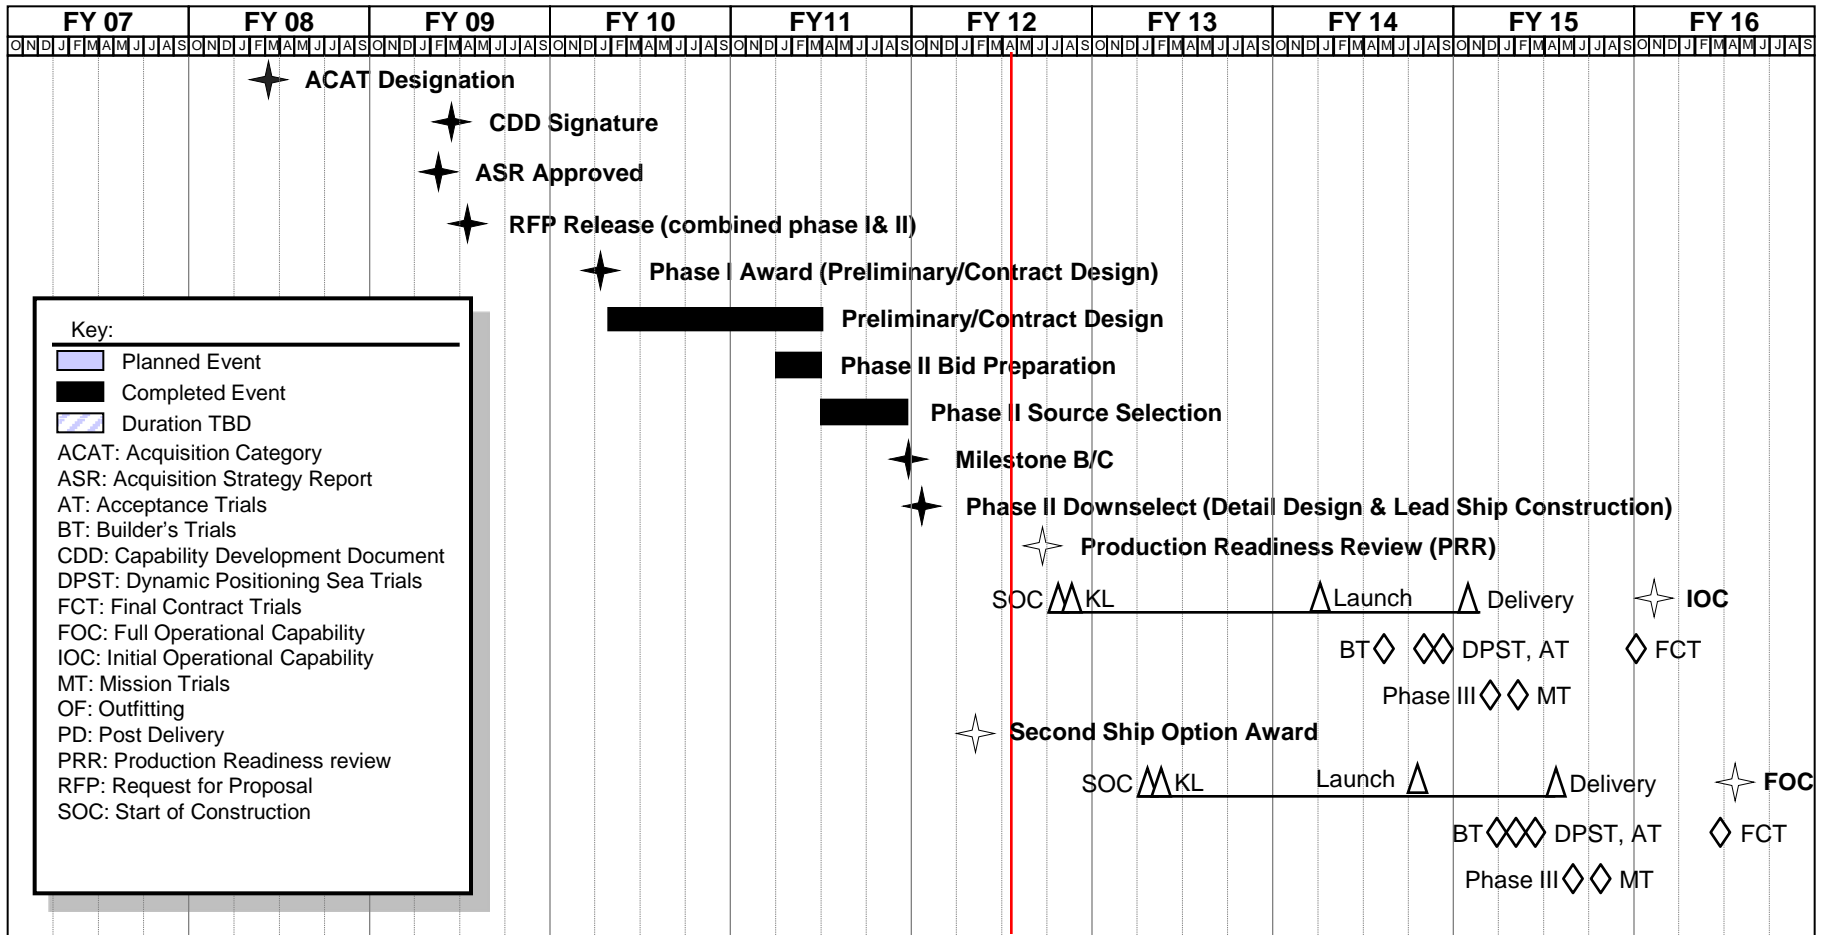 FY 07 FY 08 FY 09 FY 10 FY11 FY 12 FY 13 FY 14 FY 15 FY 16
O N D J F M A M J J A S O N D J F M A M J J A S O N D J F M A M J J A S O N D J F M A M J J A S O N D J F M A M J J A S O N D J F M A M J J A S O N D J F M A M J J A S O N D J F M A M J J A S O N D J F M A M J J A S O N D J F M A M J J A S
ACAT Designation
CDD Signature
ASR Approved
RFP Release (combined phase I& II)
Phase I Award (Preliminary/Contract Design)
Preliminary/Contract Design
Phase II Bid Preparation
Phase II Source Selection
Milestone B/C
Phase II Downselect (Detail Design & Lead Ship Construction)
Production Readiness Review (PRR)
SOC KL Launch Delivery IOC
BT DPST, AT FCT
Phase III MT
Second Ship Option Award
SOC KL Launch Delivery FOC
BT DPST, AT FCT
Phase III MT
Key:
Planned Event
Completed Event
Duration TBD
ACAT: Acquisition Category
ASR: Acquisition Strategy Report
AT: Acceptance Trials
BT: Builder's Trials
CDD: Capability Development Document
DPST: Dynamic Positioning Sea Trials
FCT: Final Contract Trials
FOC: Full Operational Capability
IOC: Initial Operational Capability
MT: Mission Trials
OF: Outfitting
PD: Post Delivery
PRR: Production Readiness review
RFP: Request for Proposal
SOC: Start of Construction